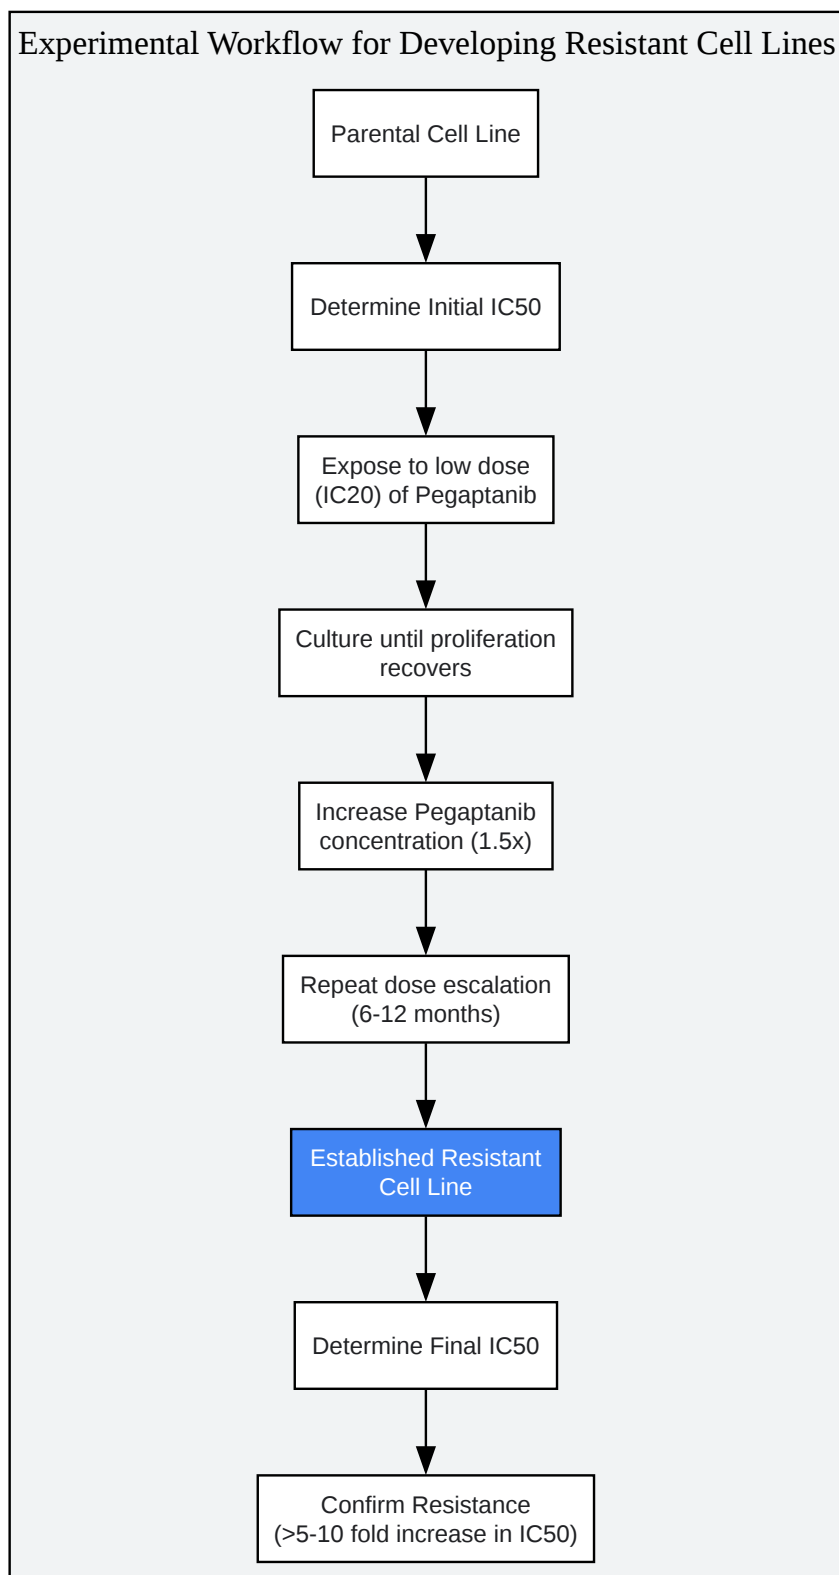 Experimental Workflow for Developing Resistant Cell Lines
Parental Cell Line
Determine Initial IC50
Expose to low dose
(IC20) of Pegaptanib
Culture until proliferation
recovers
Increase Pegaptanib
concentration (1.5x)
Repeat dose escalation
(6-12 months)
Established Resistant
Cell Line
Determine Final IC50
Confirm Resistance
(>5-10 fold increase in IC50)